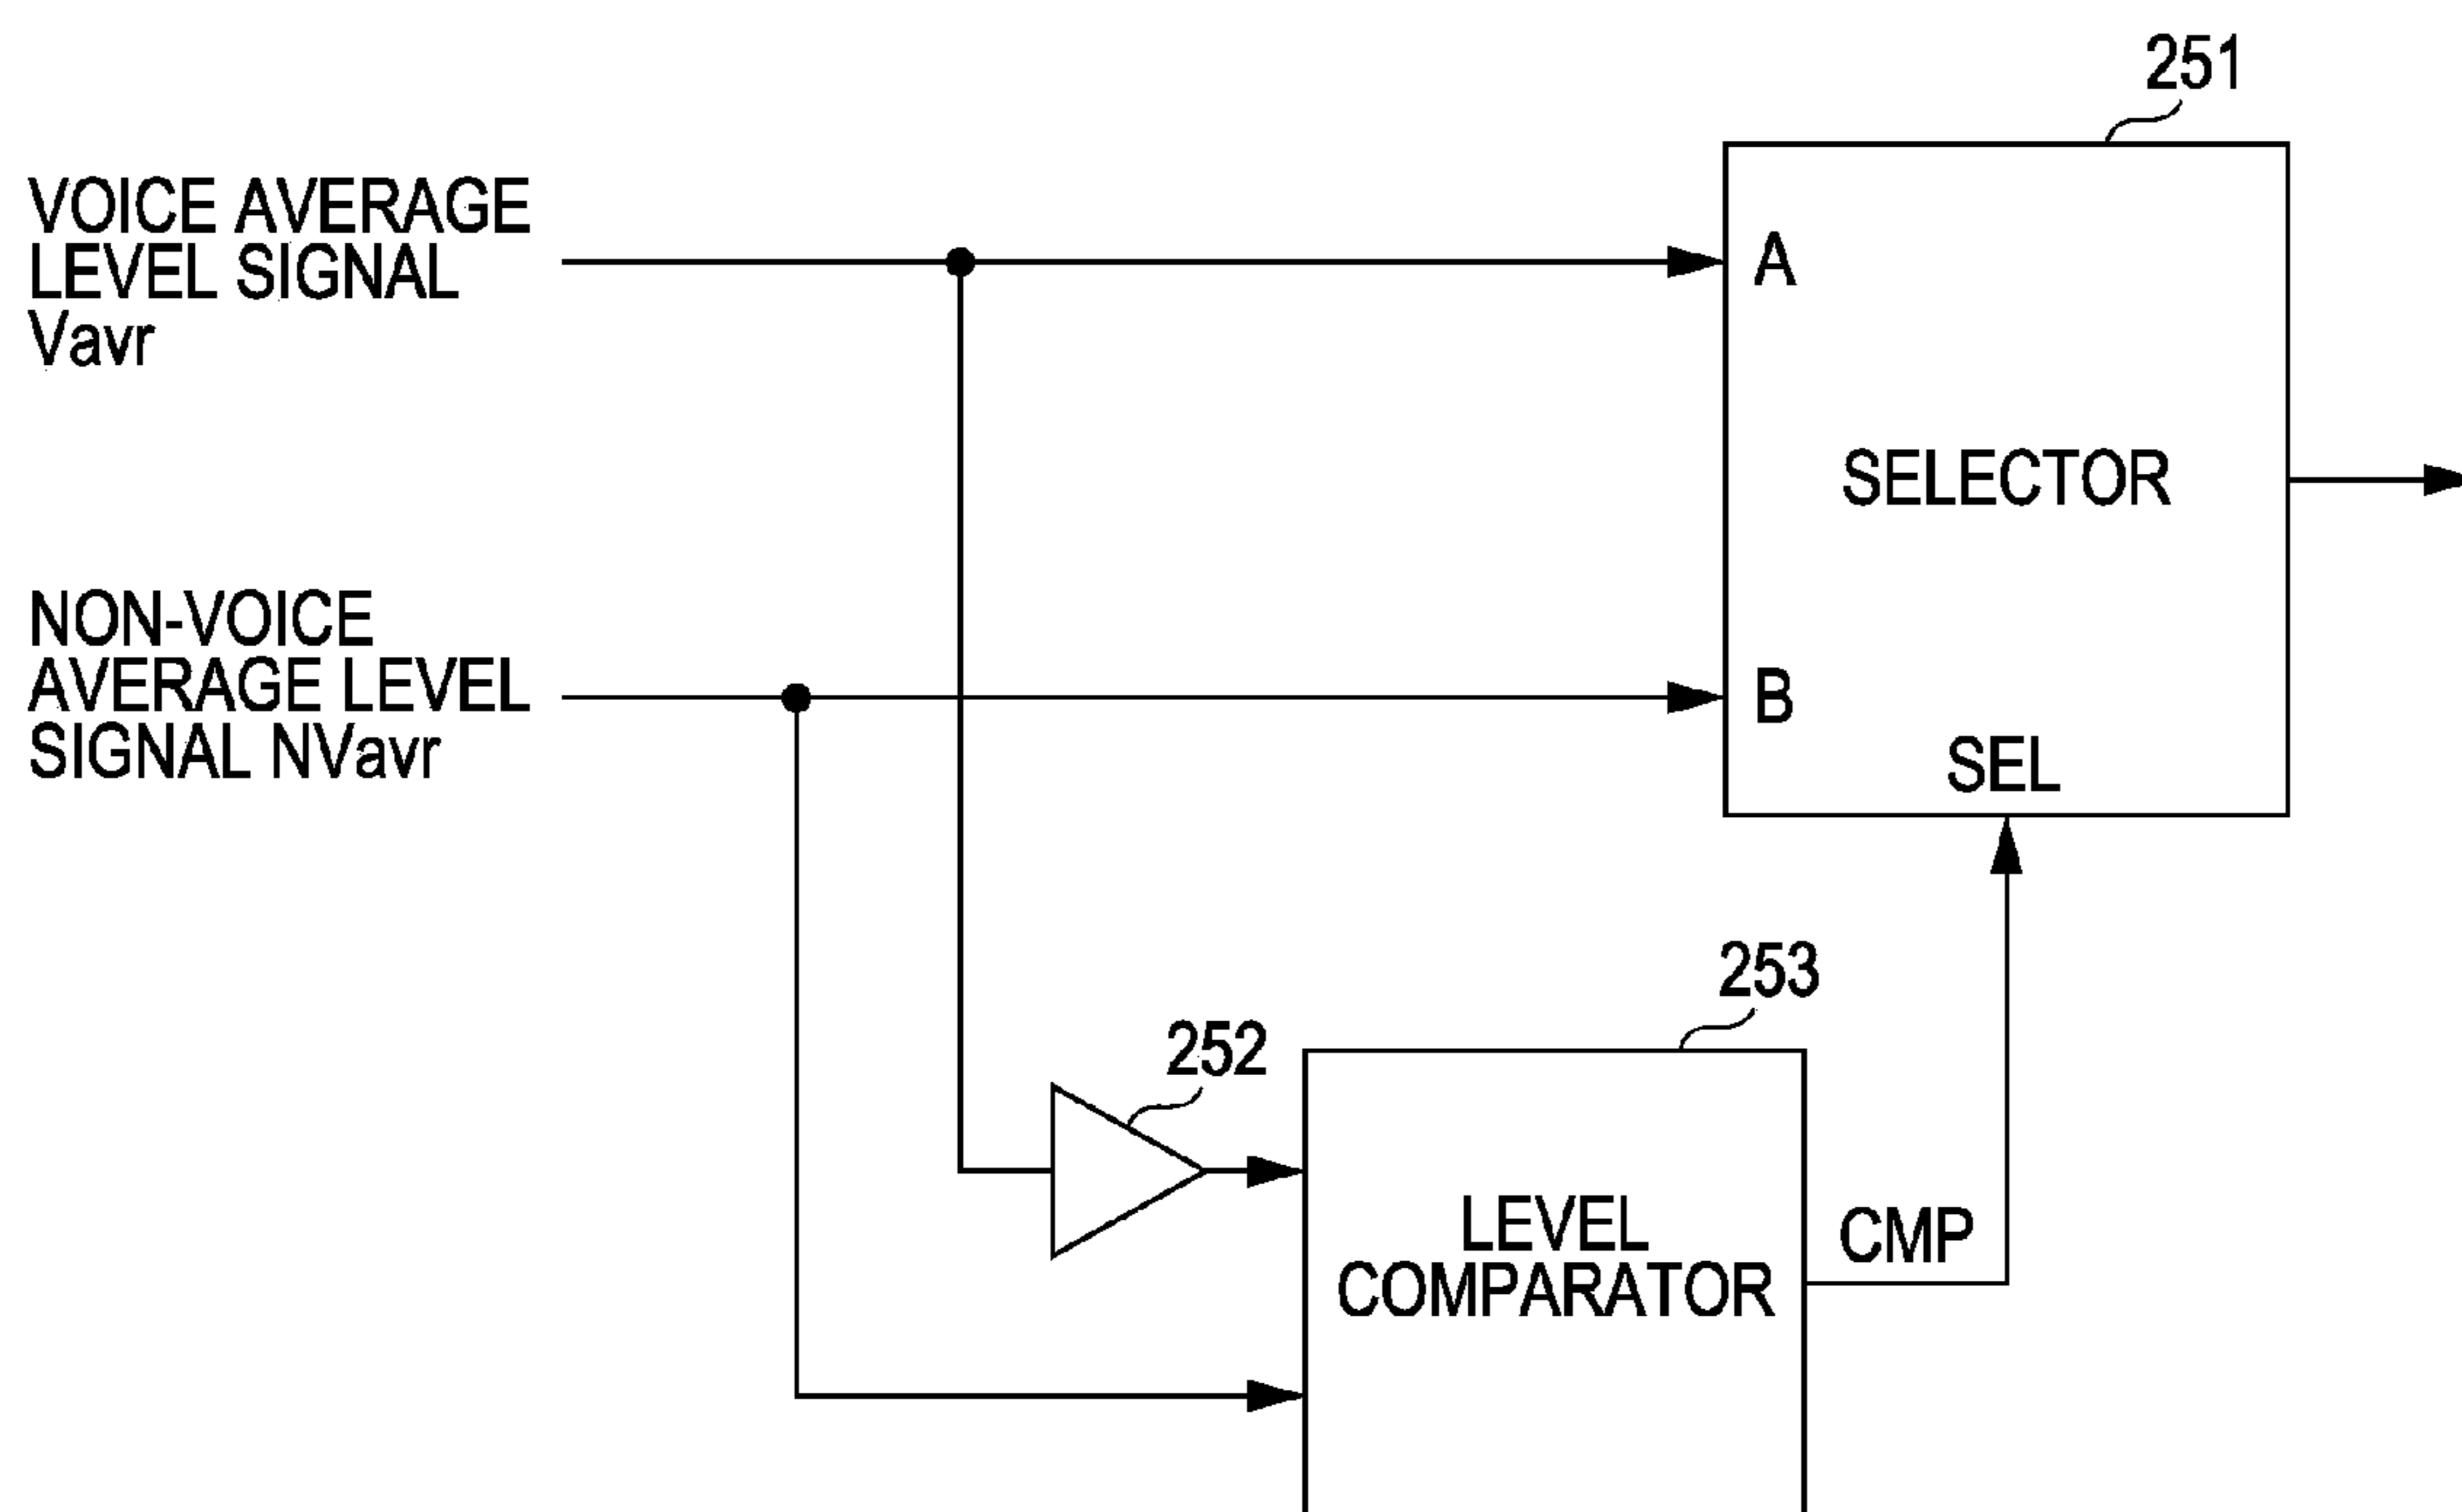 251
VOICE AVERAGE
LEVEL SIGNAL
Vavr
A
SELECTOR
NON-VOICE
AVERAGE LEVEL
SIGNAL NVavr
B
SEL
253
252
LEVEL
COMPARATOR
CMP